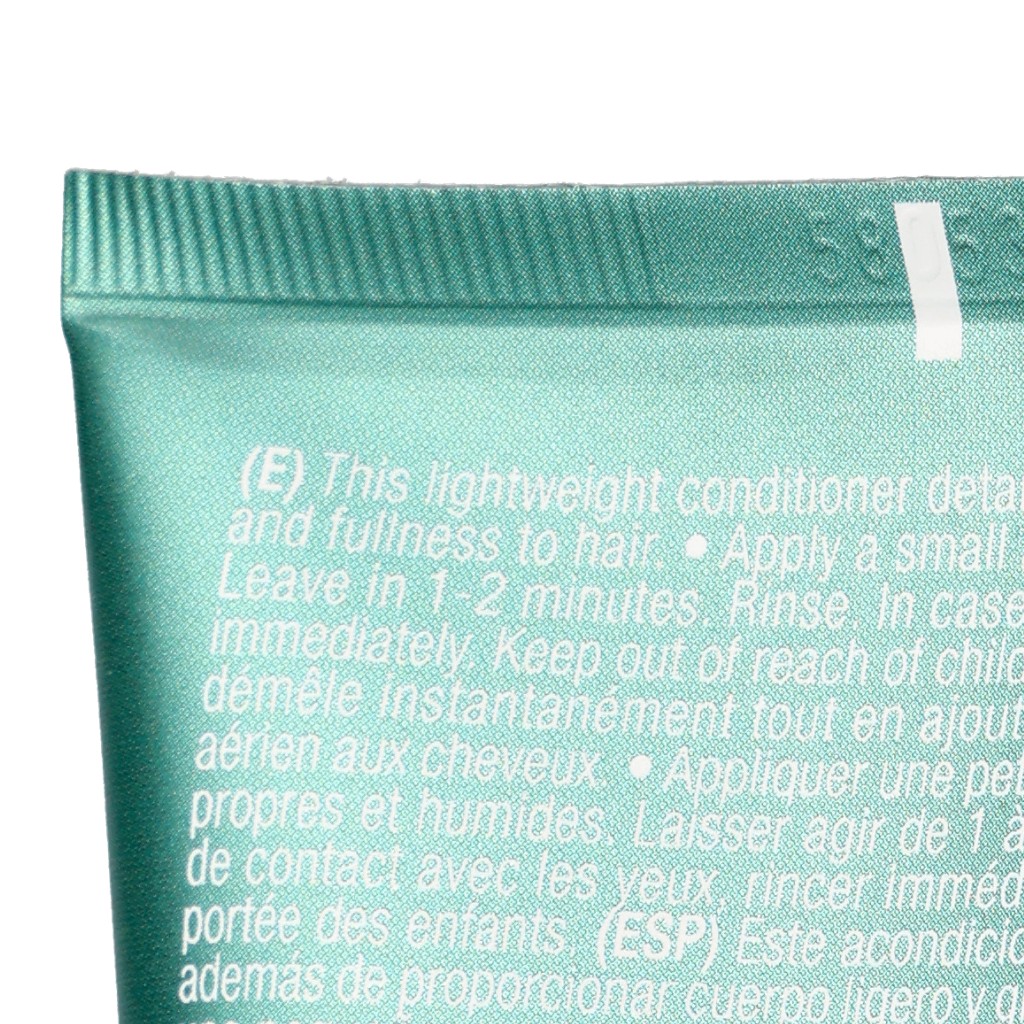 (E) This lightweight conditioner deta
and fullness to hair. • Apply a small
Leave in 1-2 minutes. Rinse. In case
immediately. Keep out of reach of child
démêle instantanément tout en ajout
aérien aux cheveux. • Appliquer une pet
propres et humides. Laisser agir de 1 à
de contact avec les yeux, rincer imméd
portée des enfants. (ESP) Este acondicio
además de proporcionar cuerpo ligero y q